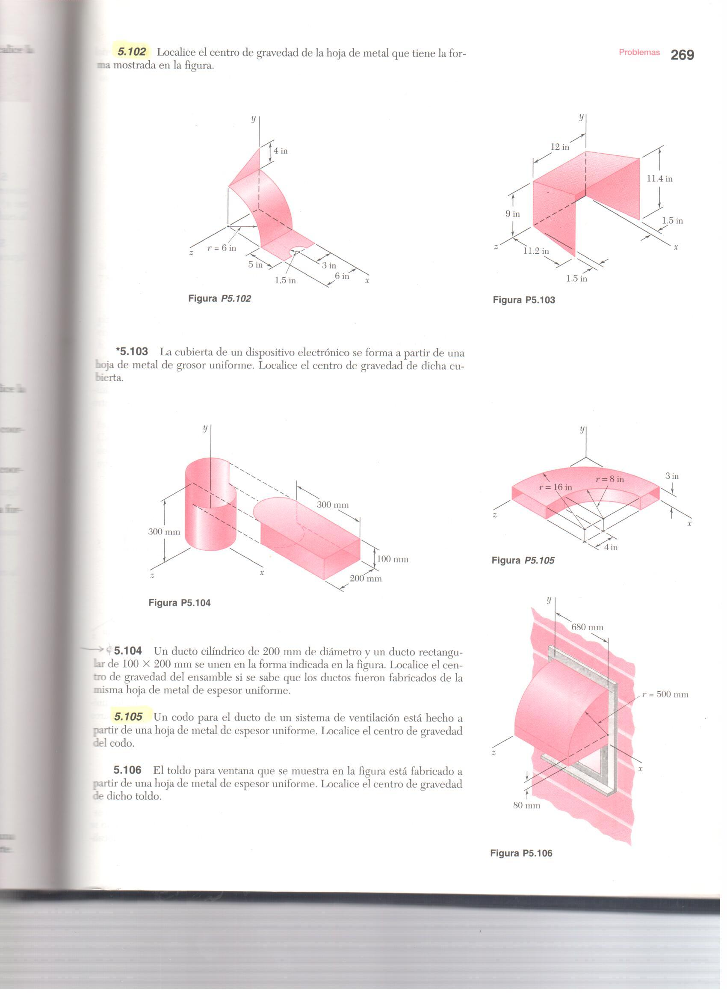 5.102 Localice el centro de gravedad de la hoja de metal que tiene la for-
ma mostrada en la figura.
Problemas 269
y
4 in
r = 6 in
z
5 in
1.5 in
3 in
6 in
x
Figura P5.102
y
12 in
11.4 in
9 in
1.5 in
z
11.2 in
x
1.5 in
Figura P5.103
*5.103 La cubierta de un dispositivo electrónico se forma a partir de una
hoja de metal de grosor uniforme. Localice el centro de gravedad de dicha cu-
bierta.
y
300 mm
300 mm
100 mm
200 mm
z
x
Figura P5.104
y
3 in
r = 8 in
r = 16 in
z
x
4 in
Figura P5.105
5.104 Un ducto cilíndrico de 200 mm de diámetro y un ducto rectangu-
lar de 100 × 200 mm se unen en la forma indicada en la figura. Localice el cen-
tro de gravedad del ensamble si se sabe que los ductos fueron fabricados de la
misma hoja de metal de espesor uniforme.
5.105 Un codo para el ducto de un sistema de ventilación está hecho a
partir de una hoja de metal de espesor uniforme. Localice el centro de gravedad
del codo.
5.106 El toldo para ventana que se muestra en la figura está fabricado a
partir de una hoja de metal de espesor uniforme. Localice el centro de gravedad
de dicho toldo.
y
680 mm
r = 500 mm
z
x
80 mm
Figura P5.106